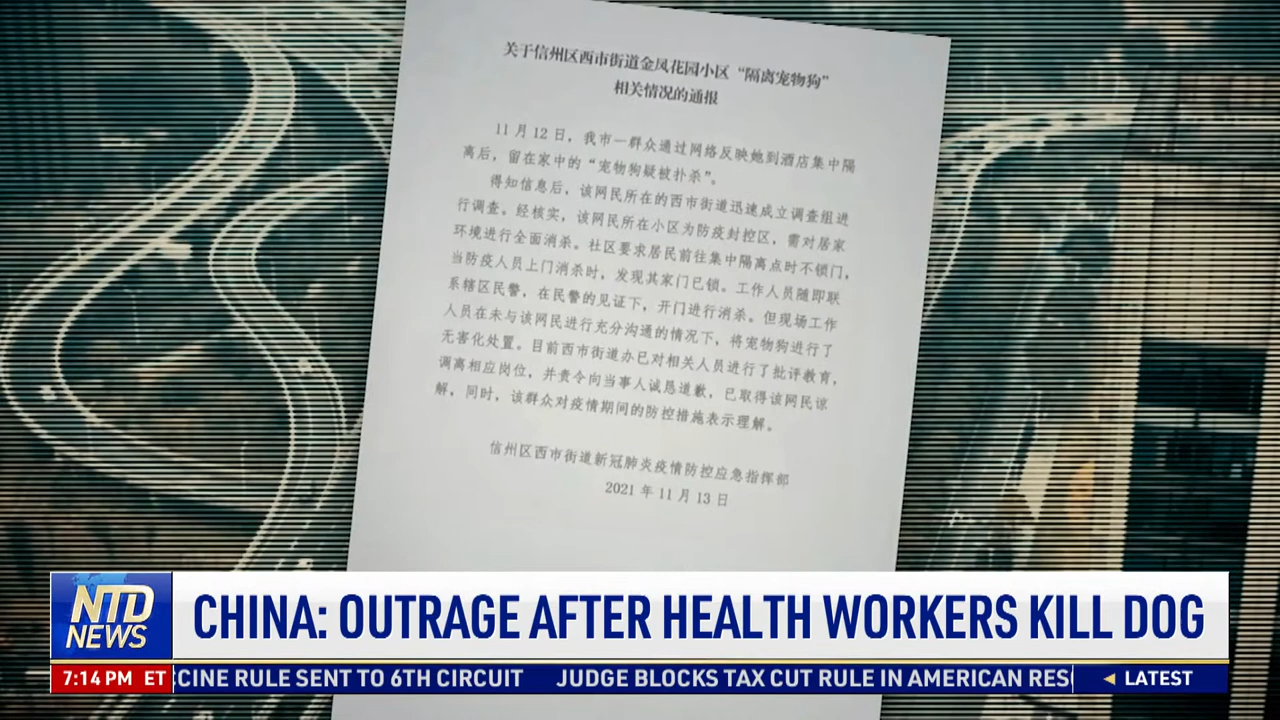 关于信州区西市街道金凤花园小区“隔离宠物狗”
相关情况的通报
11月12日，我市一群众通过网络反映她到酒店集中隔
离后，留在家中的“宠物狗疑被扑杀”。
得知信息后，该网民所在的西市街道迅速成立调查组进
行调查。经核实，该网民所在小区为防疫封控区，需对居家
环境进行全面消杀。社区要求居民前往集中隔离点时不锁门，
当防疫人员上门消杀时，发现其家门已锁。工作人员随即联
系辖区民警，在民警的见证下，开门进行消杀。但现场工作
人员在未与该网民进行充分沟通的情况下，将宠物狗进行了
无害化处置。目前西市街道办已对相关人员进行了批评教育，
调离相应岗位，并责令向当事人诚恳道歉，已取得该网民谅
解，同时，该群众对疫情期间的防控措施表示理解。
信州区西市街道新冠肺炎疫情防控应急指挥部
2021年11月13日
NTD
NEWS
CHINA: OUTRAGE AFTER HEALTH WORKERS KILL DOG
7:14 PM ET CCINE RULE SENT TO 6TH CIRCUIT JUDGE BLOCKS TAX CUT RULE IN AMERICAN RES ◄ LATEST